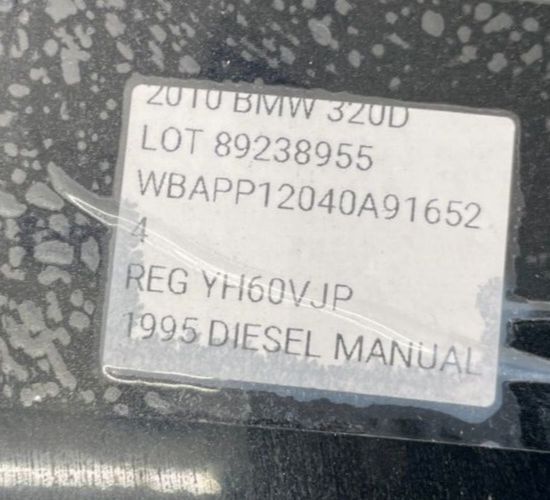 2010 BMW 320D
LOT 89238955
WBAPP12040A91652
4
REG YH60VJP
1995 DIESEL MANUAL